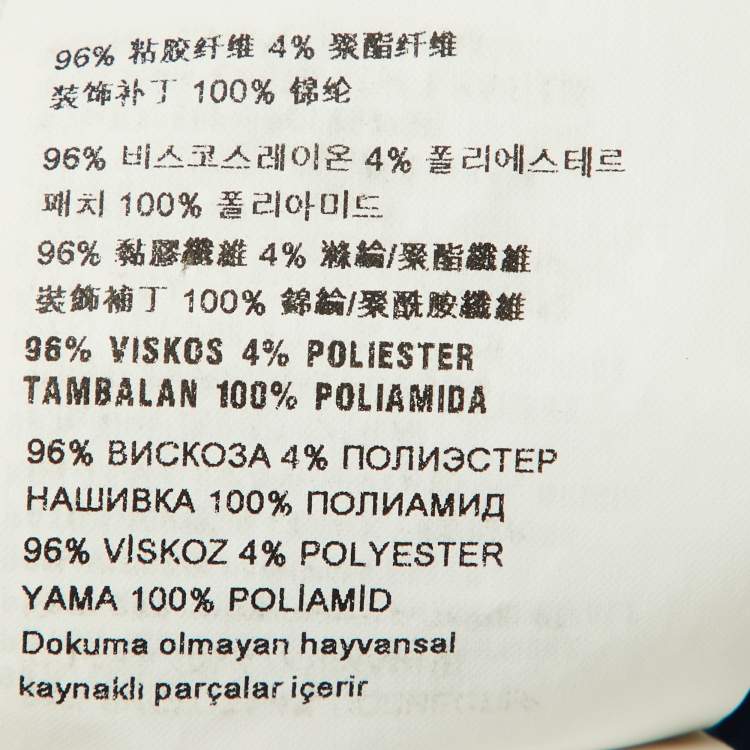 96% 粘胶纤维 4% 聚酯纤维
装饰补丁 100% 锦纶
96% 비스코스레이온 4% 폴리에스테르
패치 100% 폴리아미드
96% 黏膠纖維 4% 滌綸/聚酯纖維
裝飾補丁 100% 錦綸/聚酰胺纖維
96% VISKOS 4% POLIESTER
TAMBALAN 100% POLIAMIDA
96% ВИСКОЗА 4% ПОЛИЭСТЕР
НАШИВКА 100% ПОЛИАМИД
96% VİSKOZ 4% POLYESTER
YAMA 100% POLİAMİD
Dokuma olmayan hayvansal
kaynaklı parçalar içerir